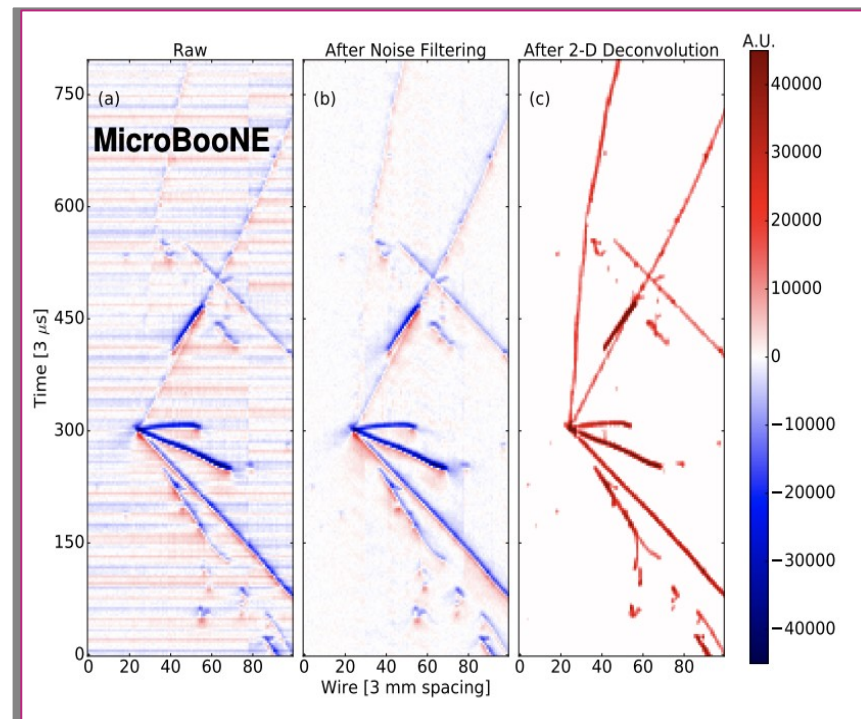 Raw
After Noise Filtering
After 2-D Deconvolution
A.U.
(a)
MicroBooNE
(b)
(c)
Time [3 μs]
750
600
450
300
150
0
0 20 40 60 80
0 20 40 60 80
0 20 40 60 80
Wire [3 mm spacing]
40000
30000
20000
10000
0
−10000
−20000
−30000
−40000